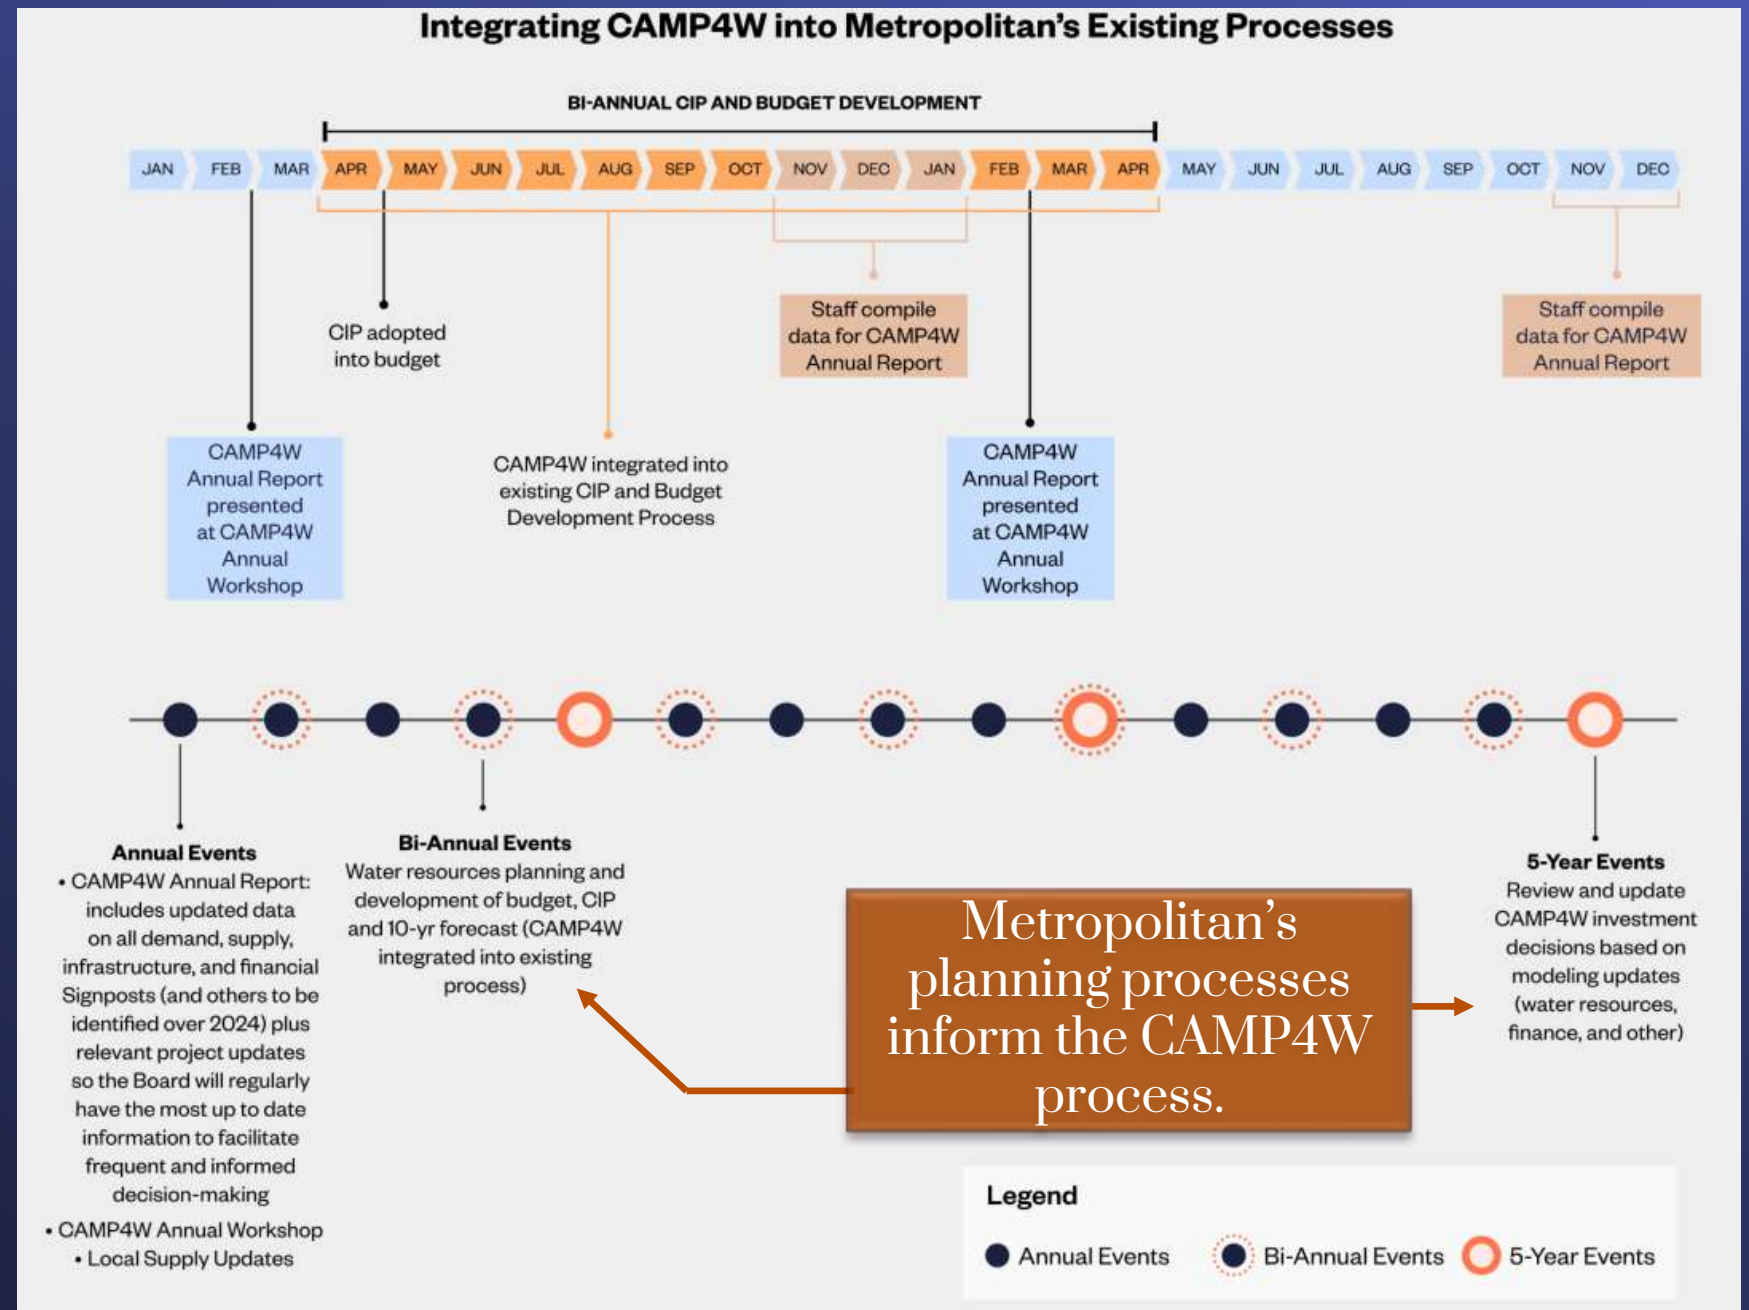 Integrating CAMP4W into Metropolitan's Existing Processes
BI-ANNUAL CIP AND BUDGET DEVELOPMENT
JAN FEB MAR APR MAY JUN JUL AUG SEP OCT NOV DEC JAN FEB MAR APR MAY JUN JUL AUG SEP OCT NOV DEC
CIP adopted
into budget
Staff compile
data for CAMP4W
Annual Report
Staff compile
data for CAMP4W
Annual Report
CAMP4W
Annual Report
presented
at CAMP4W
Annual
Workshop
CAMP4W integrated into
existing CIP and Budget
Development Process
CAMP4W
Annual Report
presented
at CAMP4W
Annual
Workshop
Annual Events
• CAMP4W Annual Report:
includes updated data
on all demand, supply,
infrastructure, and financial
Signposts (and others to be
identified over 2024) plus
relevant project updates
so the Board will regularly
have the most up to date
information to facilitate
frequent and informed
decision-making
• CAMP4W Annual Workshop
• Local Supply Updates
Bi-Annual Events
Water resources planning and
development of budget, CIP
and 10-yr forecast (CAMP4W
integrated into existing
process)
Metropolitan's
planning processes
inform the CAMP4W
process.
5-Year Events
Review and update
CAMP4W investment
decisions based on
modeling updates
(water resources,
finance, and other)
Legend
Annual Events
Bi-Annual Events
5-Year Events